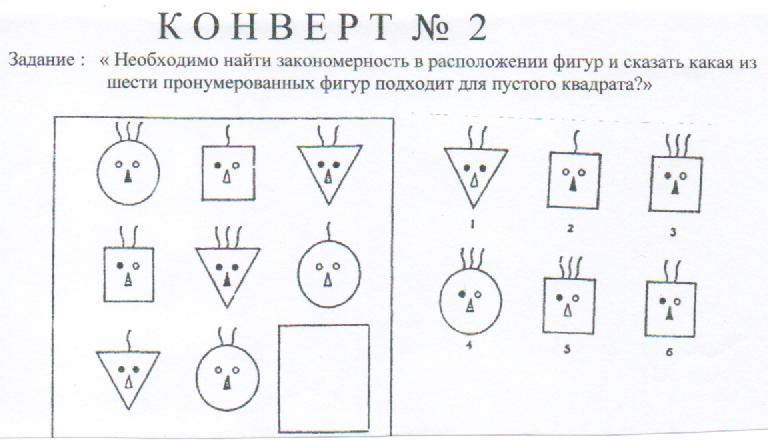 КОНВЕРТ № 2
Задание : « Необходимо найти закономерность в расположении фигур и сказать какая из
шести пронумерованных фигур подходит для пустого квадрата?»
1
2
3
4
5
6